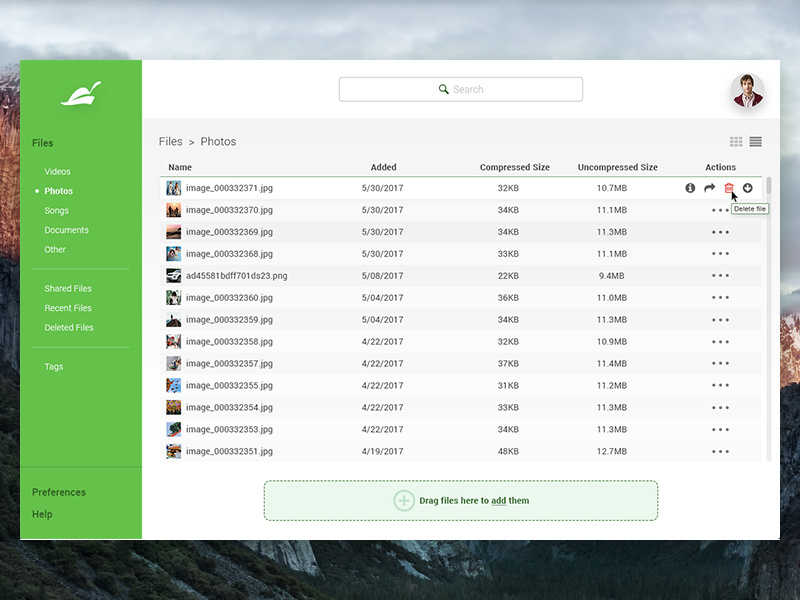 Search
Files
Videos
Photos
Songs
Documents
Other
Shared Files
Recent Files
Deleted Files
Tags
Preferences
Help
Files > Photos
Name Added Compressed Size Uncompressed Size Actions
image_000332371.jpg 5/30/2017 32KB 10.7MB
Delete file
image_000332370.jpg 5/30/2017 34KB 11.1MB
image_000332369.jpg 5/30/2017 34KB 11.3MB
image_000332368.jpg 5/30/2017 33KB 11.1MB
ad45581bdff701ds23.png 5/08/2017 22KB 9.4MB
image_000332360.jpg 5/04/2017 36KB 11.0MB
image_000332359.jpg 5/04/2017 34KB 11.3MB
image_000332358.jpg 4/22/2017 32KB 10.9MB
image_000332357.jpg 4/22/2017 37KB 11.4MB
image_000332355.jpg 4/22/2017 31KB 11.2MB
image_000332354.jpg 4/22/2017 33KB 11.3MB
image_000332353.jpg 4/22/2017 34KB 11.3MB
image_000332351.jpg 4/19/2017 48KB 12.7MB
Drag files here to add them